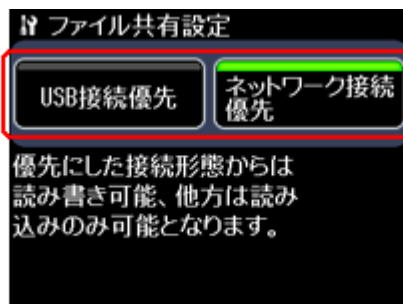 ファイル共有設定
USB接続優先
ネットワーク接続
優先
優先にした接続形態からは
読み書き可能、他方は読み
込みのみ可能となります。